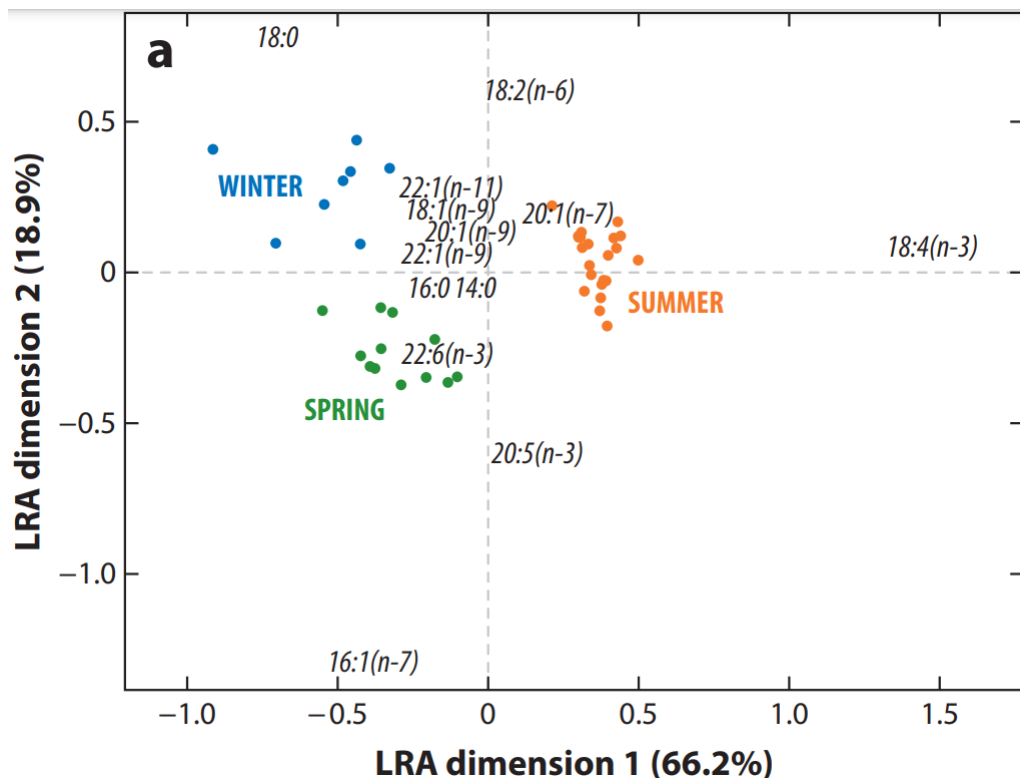 a
18:0
18:2(n-6)
0.5
WINTER
22:1(n-11)
18:1(n-9)
20:1(n-7)
20:1(n-9)
22:1(n-9)
18:4(n-3)
0
16:0 14:0
SUMMER
22:6(n-3)
SPRING
−0.5
20:5(n-3)
−1.0
16:1(n-7)
LRA dimension 2 (18.9%)
−1.0 −0.5 0 0.5 1.0 1.5
LRA dimension 1 (66.2%)